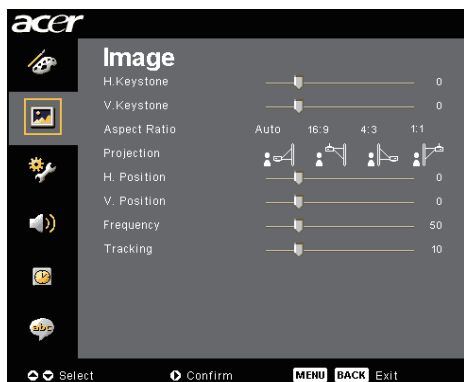 acer
Image
H.Keystone 0
V.Keystone 0
Aspect Ratio Auto 16:9 4:3 1:1
Projection
H. Position 0
V. Position 0
Frequency 50
Tracking 10
abc
Select Confirm MENU BACK Exit